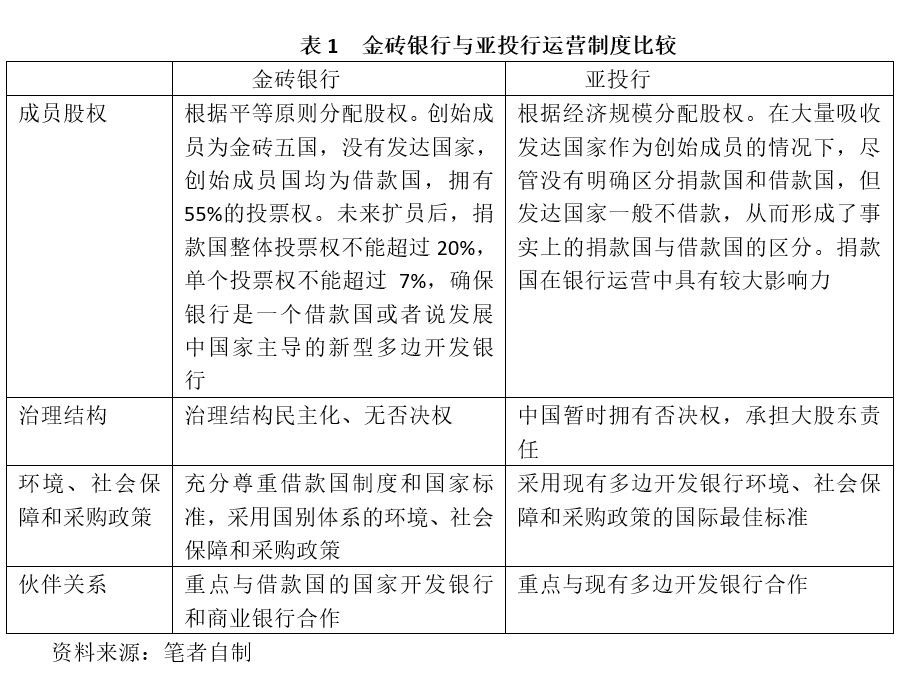 表 1 金砖银行与亚投行运营制度比较
金砖银行
亚投行
成员股权
根据平等原则分配股权。创始成
员为金砖五国，没有发达国家，
创始成员国均为借款国，拥有
55%的投票权。未来扩员后，捐
款国整体投票权不能超过 20%，
单个投票权不能超过 7%，确保
银行是一个借款国或者说发展
中国家主导的新型多边开发银
行
根据经济规模分配股权。在大量吸收
发达国家作为创始成员的情况下，尽
管没有明确区分捐款国和借款国，但
发达国家一般不借款，从而形成了事
实上的捐款国与借款国的区分。捐款
国在银行运营中具有较大影响力
治理结构
治理结构民主化、无否决权
中国暂时拥有否决权，承担大股东责
任
环境、社会保
障和采购政策
充分尊重借款国制度和国家标
准，采用国别体系的环境、社会
保障和采购政策
采用现有多边开发银行环境、社会保
障和采购政策的国际最佳标准
伙伴关系
重点与借款国的国家开发银行
和商业银行合作
重点与现有多边开发银行合作
资料来源：笔者自制